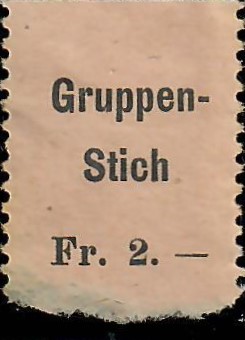 Gruppen-
Stich
Fr. 2. —